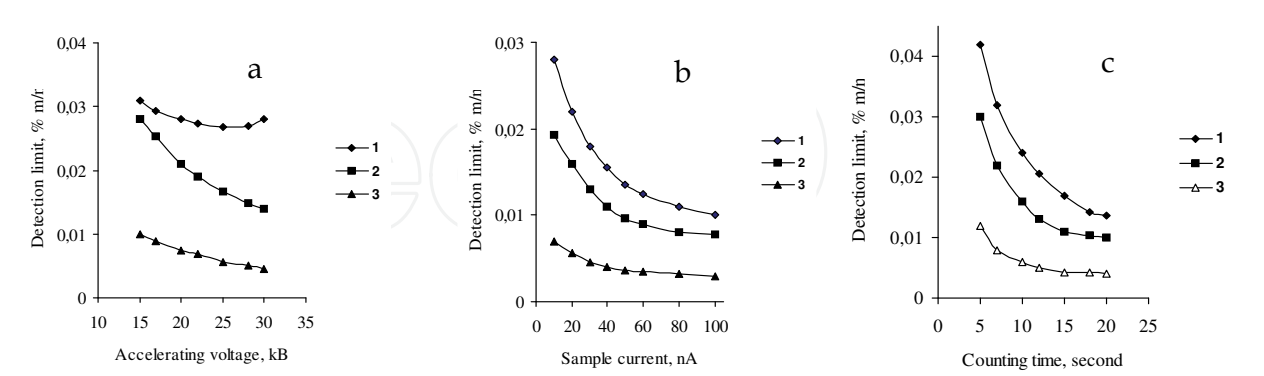 a
Detection limit, % m/r
0,04
0,03
0,02
0,01
0
10 15 20 25 30 35
Accelerating voltage, kB
1
2
3
b
Detection limit, % m/n
0,03
0,02
0,01
0
0 20 40 60 80 100
Sample current, nA
1
2
3
c
Detection limit, % m/n
0,04
0,03
0,02
0,01
0
0 5 10 15 20 25
Counting time, second
1
2
3